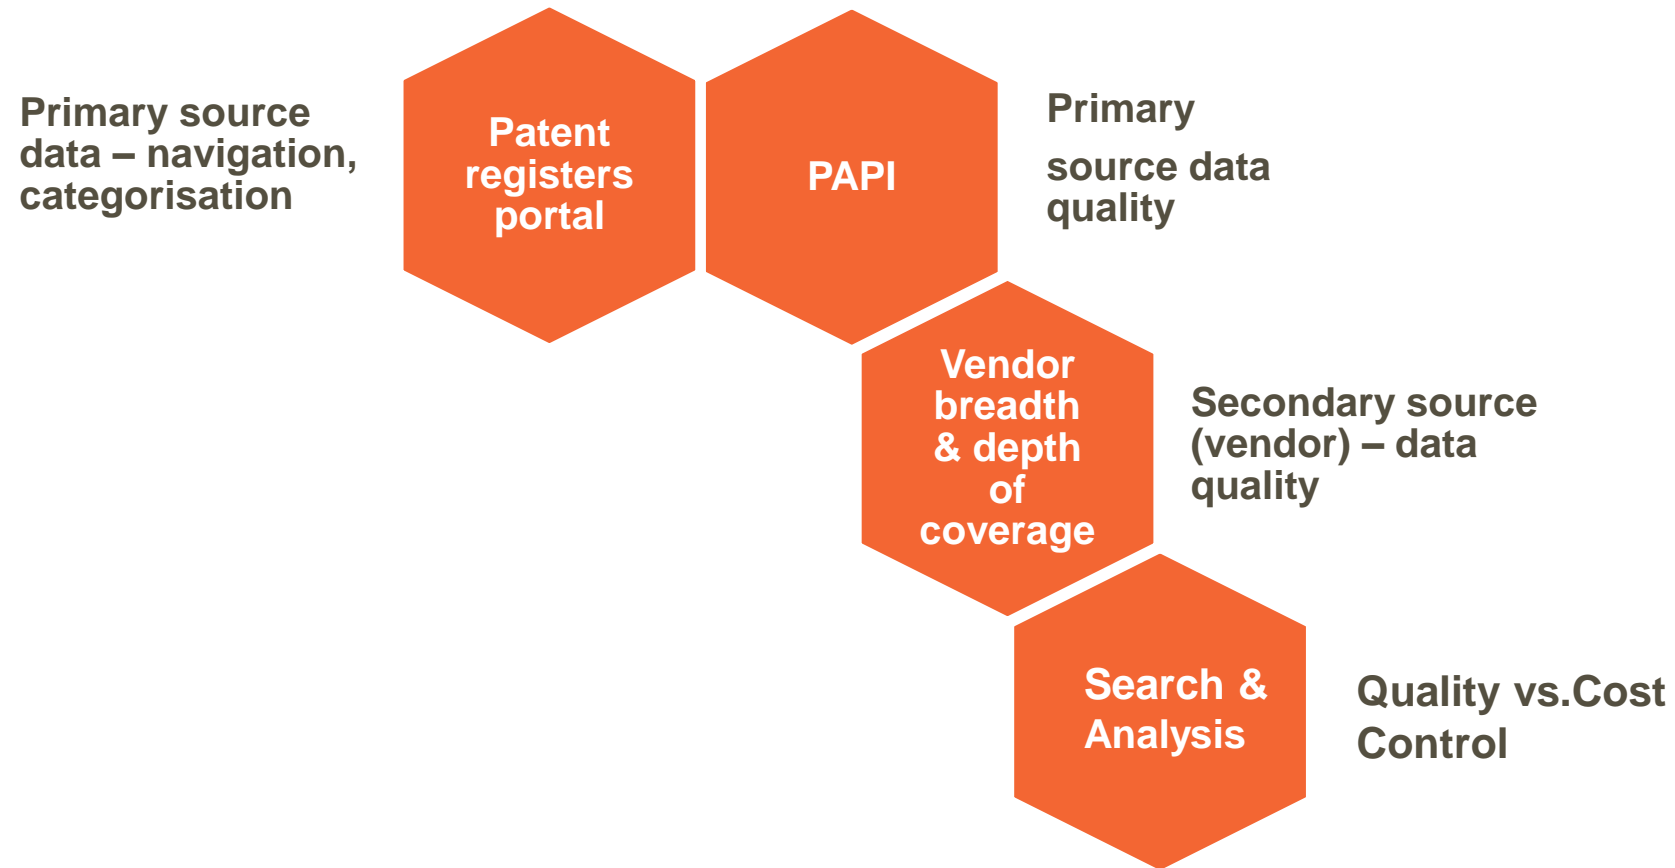 Primary source
data – navigation,
categorisation
Patent
registers
portal
PAPI
Primary
source data
quality
Vendor
breadth
& depth
of
coverage
Secondary source
(vendor) – data
quality
Search &
Analysis
Quality vs.Cost
Control